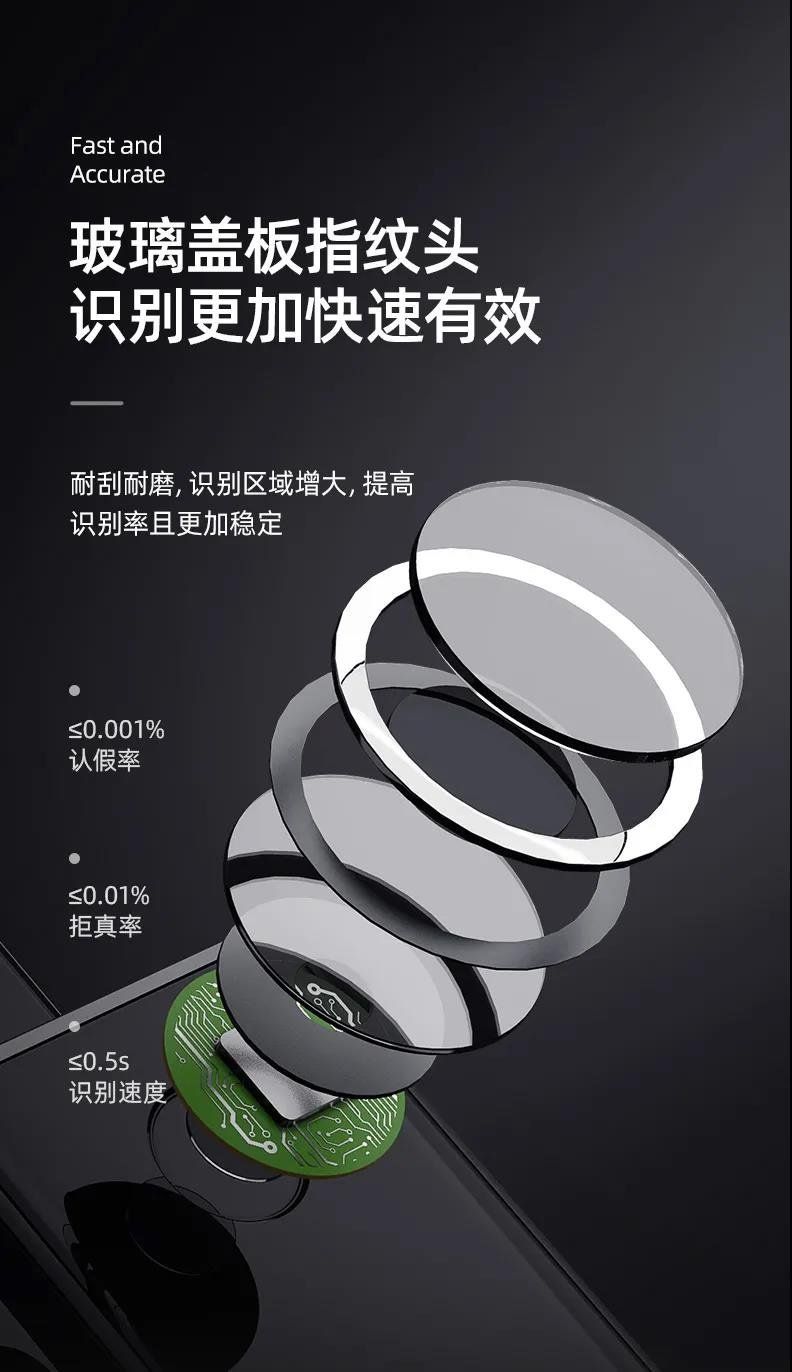 Fast and
Accurate
玻璃盖板指纹头
识别更加快速有效
耐刮耐磨, 识别区域增大, 提高
识别率且更加稳定
≤0.001%
认假率
≤0.01%
拒真率
≤0.5s
识别速度